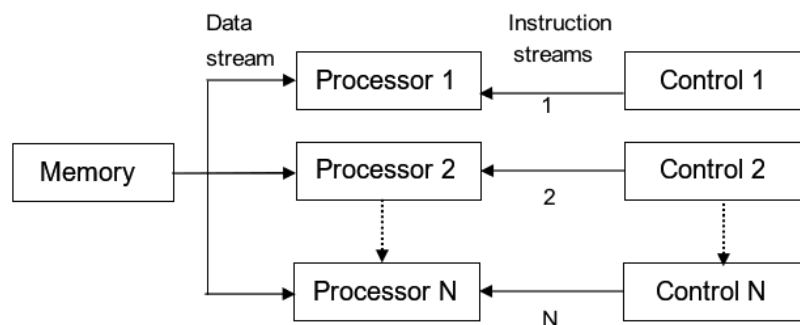 Data
stream
Instruction
streams
Processor 1
1
Control 1
Memory
Processor 2
2
Control 2
Processor N
N
Control N